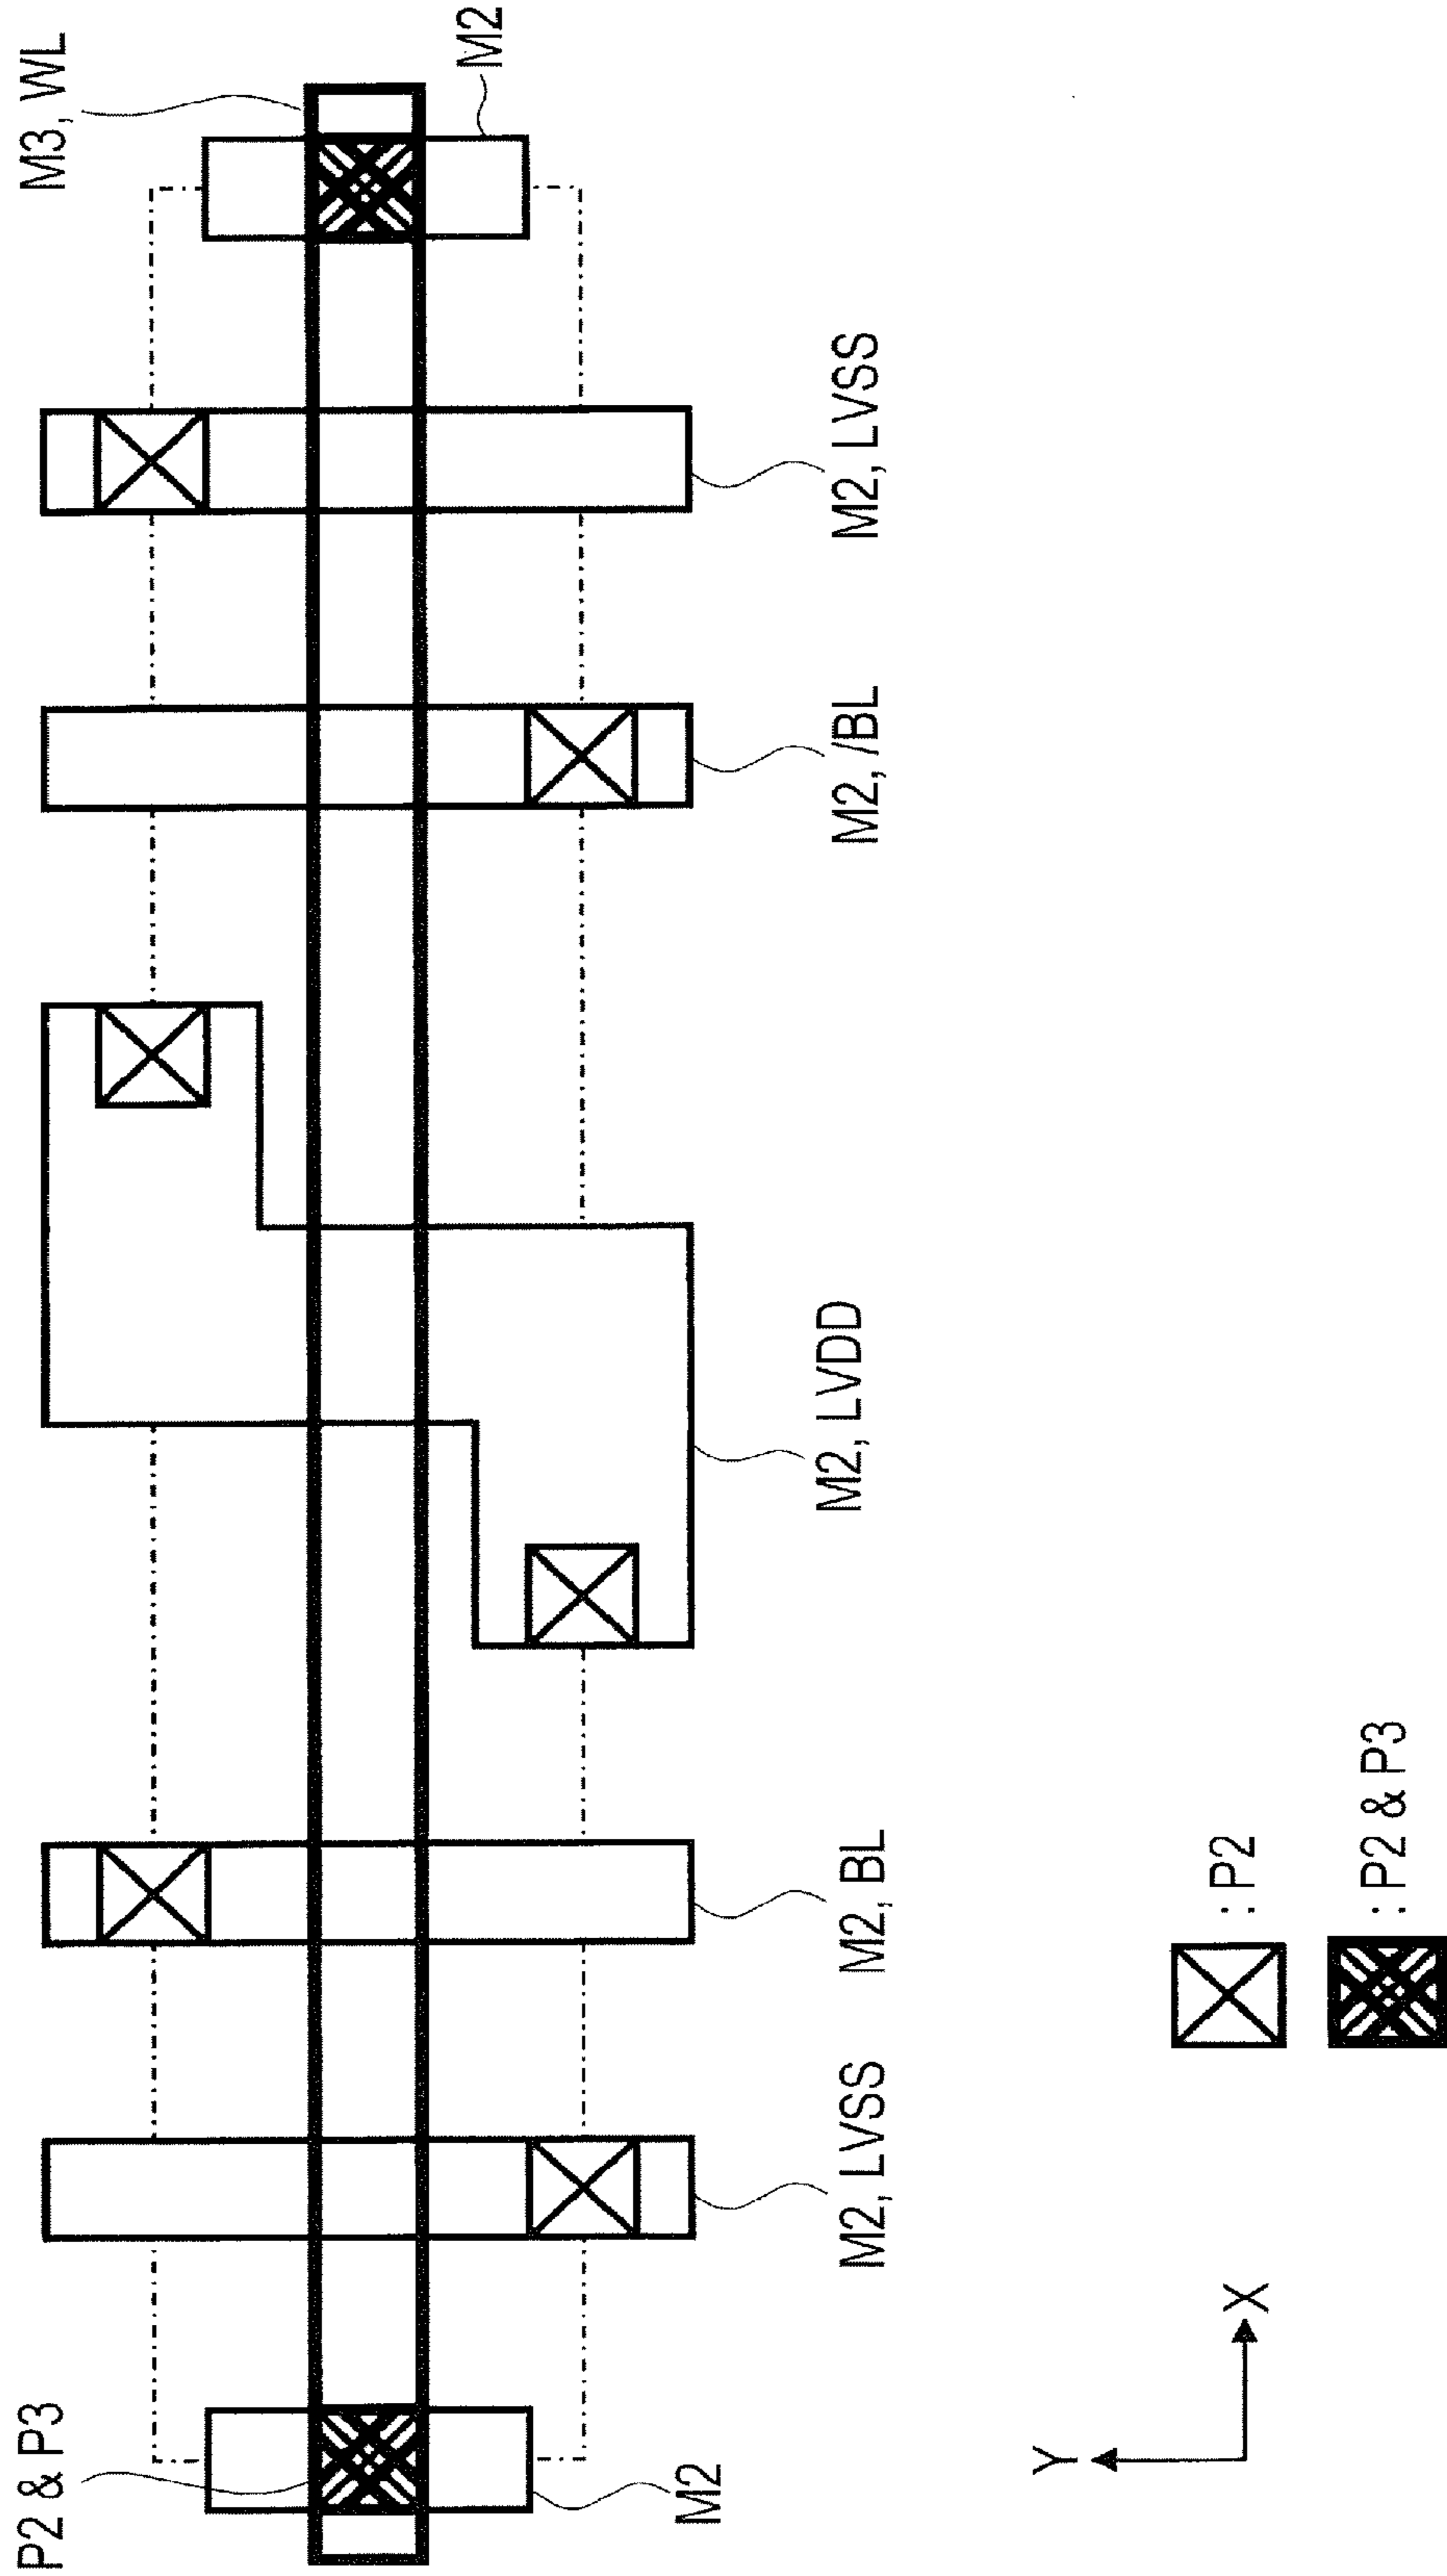 P2 & P3
M3, WL
M2
M2
M2, LVSS
M2, BL
M2, LVDD
M2, /BL
M2, LVSS
Y
X
: P2
: P2 & P3